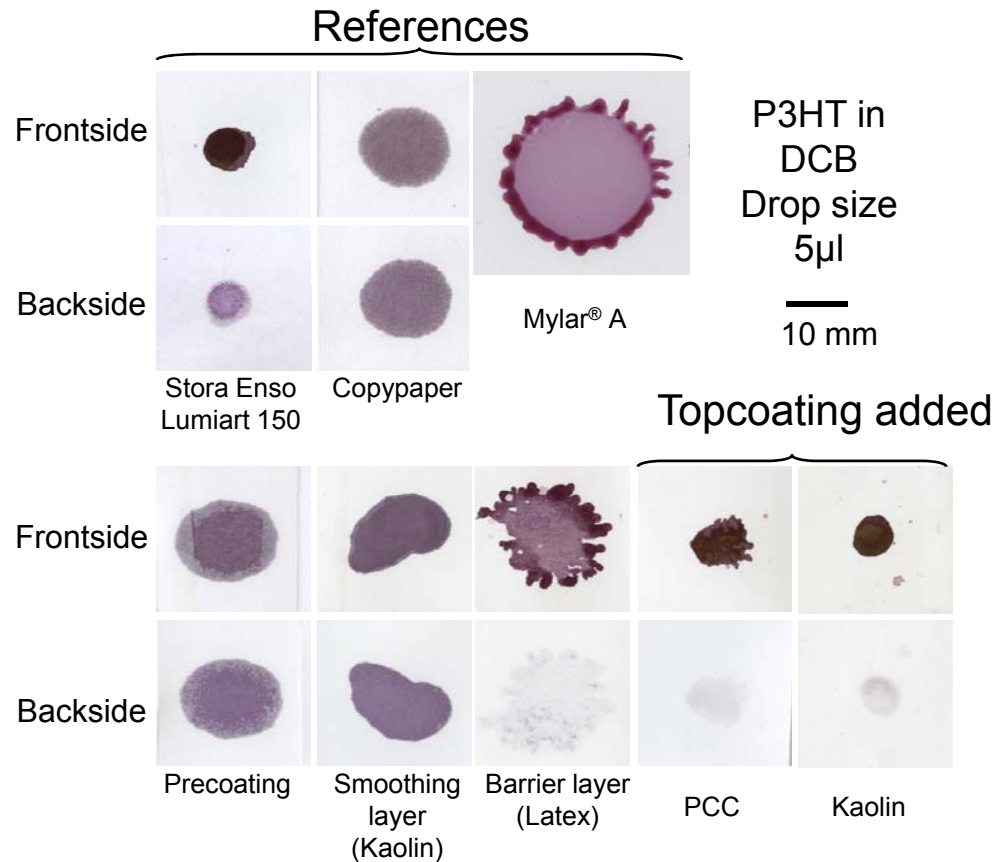 References
Frontside
P3HT in
DCB
Drop size
5µl
Backside
Mylar® A
10 mm
Stora Enso
Lumiart 150
Copypaper
Topcoating added
Frontside
Backside
Precoating
Smoothing
layer
(Kaolin)
Barrier layer
(Latex)
PCC
Kaolin